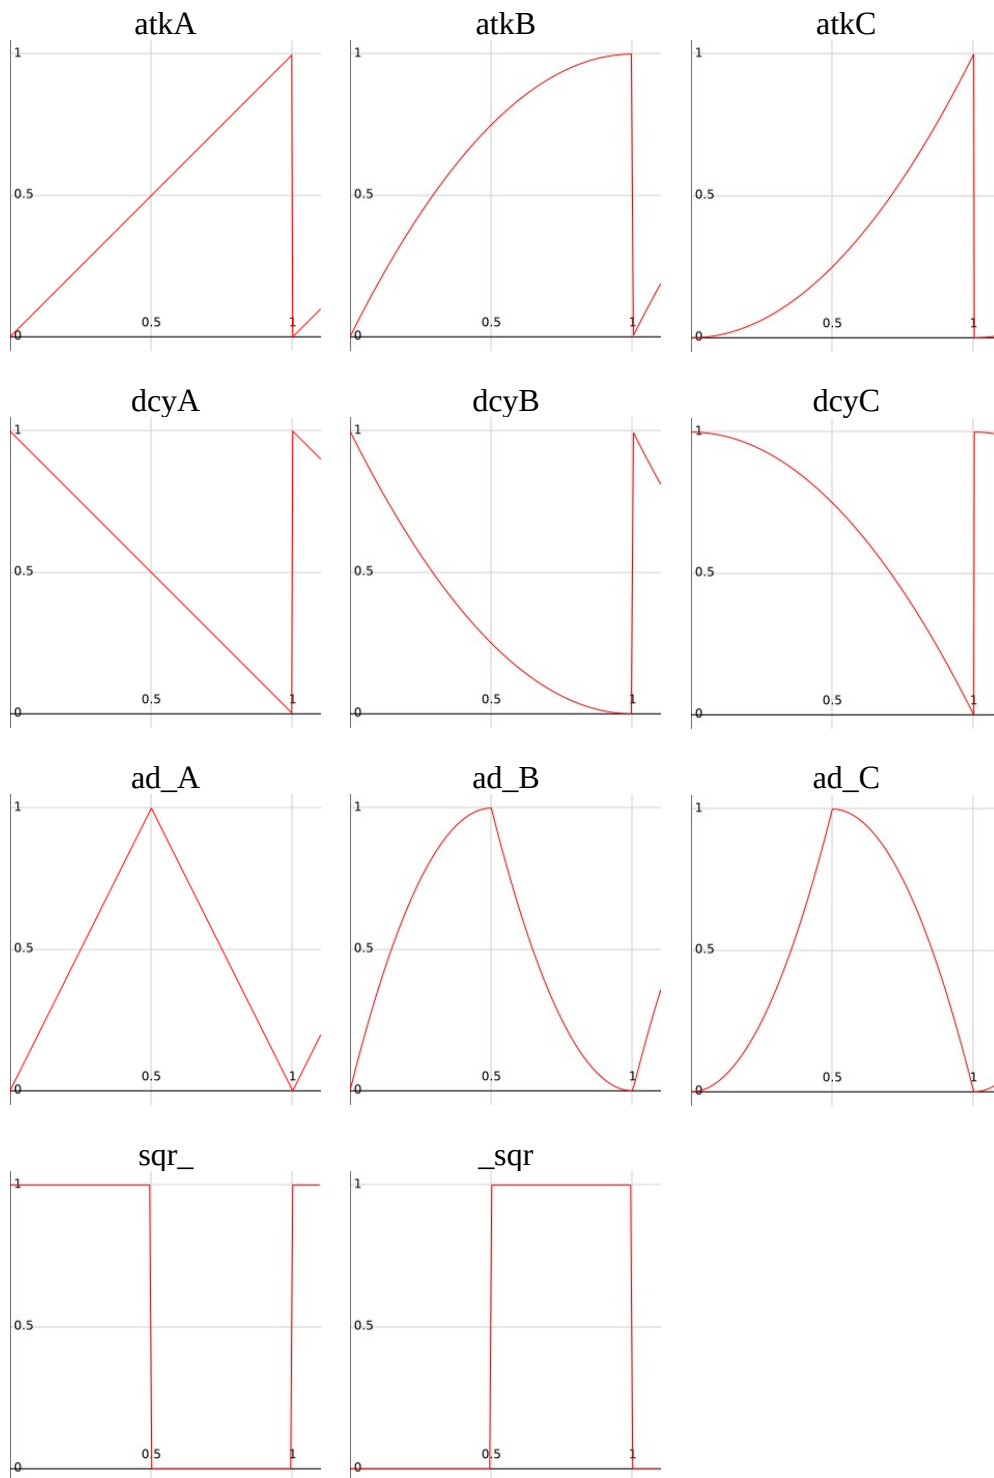 atkA atkB atkC
1 1 1
0.5 0.5 0.5
0.5 1 0.5 1 0.5 1
0 0 0
dcyA dcyB dcyC
1 1 1
0.5 0.5 0.5
0.5 1 0.5 1 0.5 1
0 0 0
ad_A ad_B ad_C
1 1 1
0.5 0.5 0.5
0.5 1 0.5 1 0.5 1
0 0 0
sqr_ _sqr
1 1
0.5 0.5
0.5 1 0.5 1
0 0